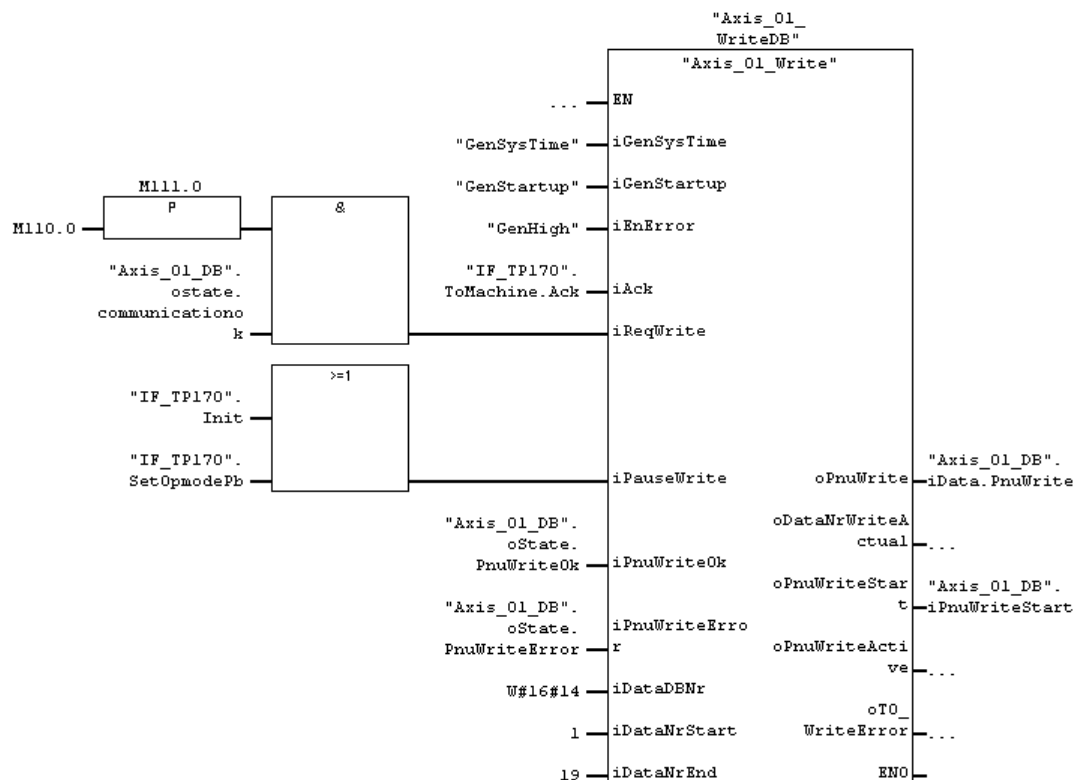 "Axis_01_
WriteDB"
"Axis_01_Write"
... EN
"GenSysTime" iGenSysTime
"GenStartup" iGenStartup
M111.0
P
&
M110.0
"GenHigh" iEnError
"Axis_01_DB".
ostate.
communicationo
k
"IF_TP170".
ToMachine.Ack iAck
iReqWrite
>=1
"IF_TP170".
Init
"IF_TP170".
SetOpmodePb
iPauseWrite
oPnuWrite
"Axis_01_DB".
iData.PnuWrite
"Axis_01_DB".
oState.
PnuWriteOk iPnuWriteOk
oDataNrWriteA
ctual ...
"Axis_01_DB".
oState.
PnuWriteError
iPnuWriteErro
r
oPnuWriteStar
t
"Axis_01_DB".
iPnuWriteStart
oPnuWriteActi
ve ...
W#16#14 iDataDBNr
1 iDataNrStart
oTO_
WriteError ...
19 iDataNrEnd
ENO